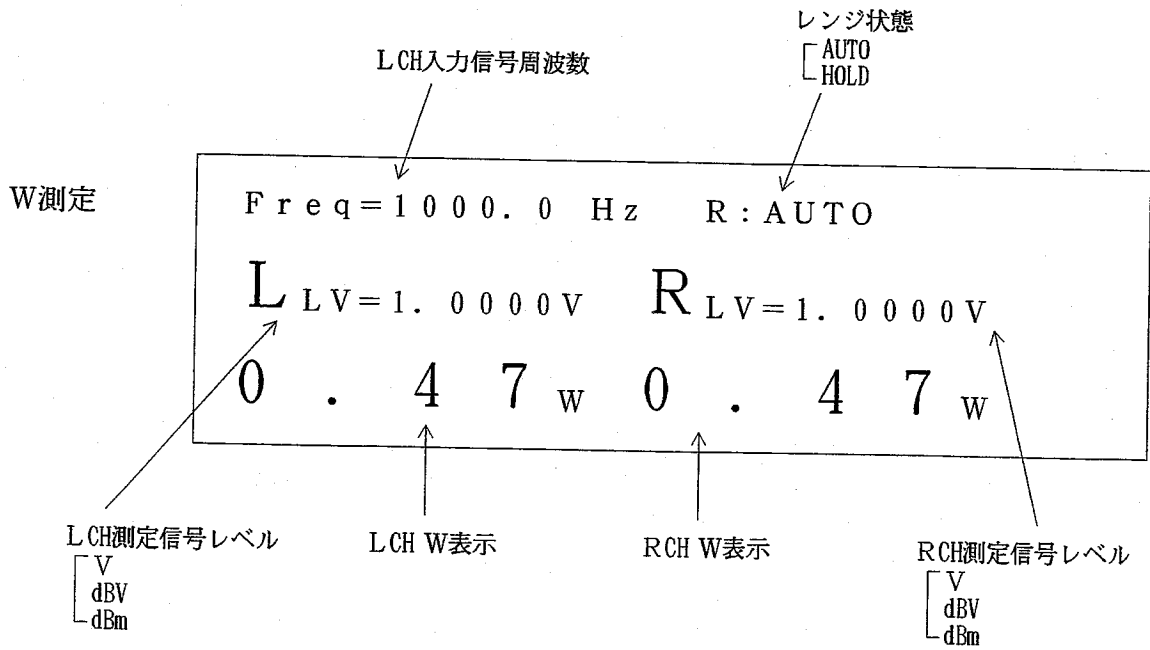 レンジ状態
AUTO
HOLD
LCH入力信号周波数
W測定
Freq=1000.0 Hz R:AUTO
L LV=1.0000V R LV=1.0000V
0.47W 0.47W
LCH測定信号レベル
V
dBV
dBm
LCH W表示
RCH W表示
RCH測定信号レベル
V
dBV
dBm